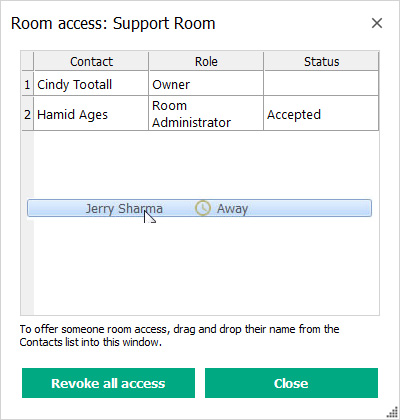 Room access: Support Room
Contact Role Status
1 Cindy Tootall Owner
2 Hamid Ages Room Administrator Accepted
Jerry Sharma Away
To offer someone room access, drag and drop their name from the
Contacts list into this window.
Revoke all access Close